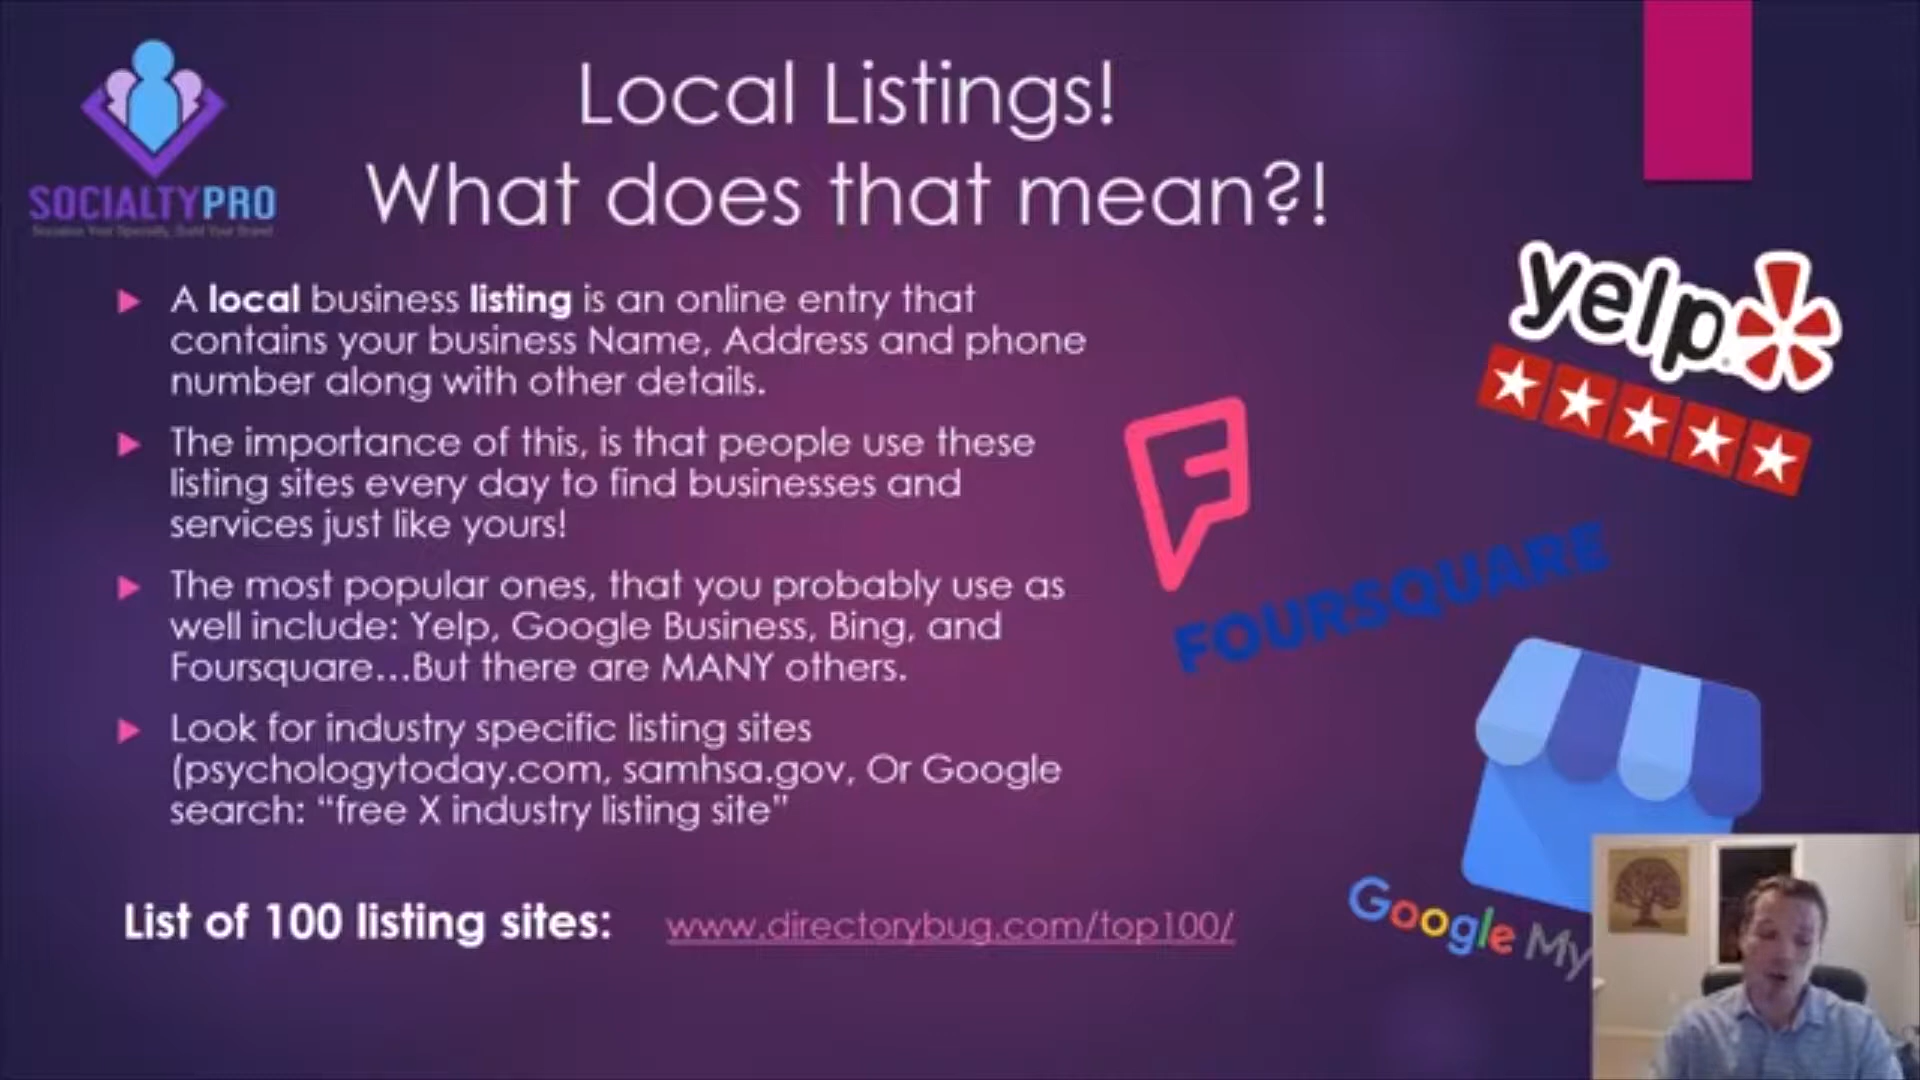 SOCIALTYPRO
Local Listings!
What does that mean?!
A local business listing is an online entry that
contains your business Name, Address and phone
number along with other details.
The importance of this, is that people use these
listing sites every day to find businesses and
services just like yours!
The most popular ones, that you probably use as
well include: Yelp, Google Business, Bing, and
Foursquare...But there are MANY others.
Look for industry specific listing sites
(psychologytoday.com, samhsa.gov, Or Google
search: “free X industry listing site”
List of 100 listing sites: www.directorybug.com/top100/
yelp
FOURSQUARE
Google My